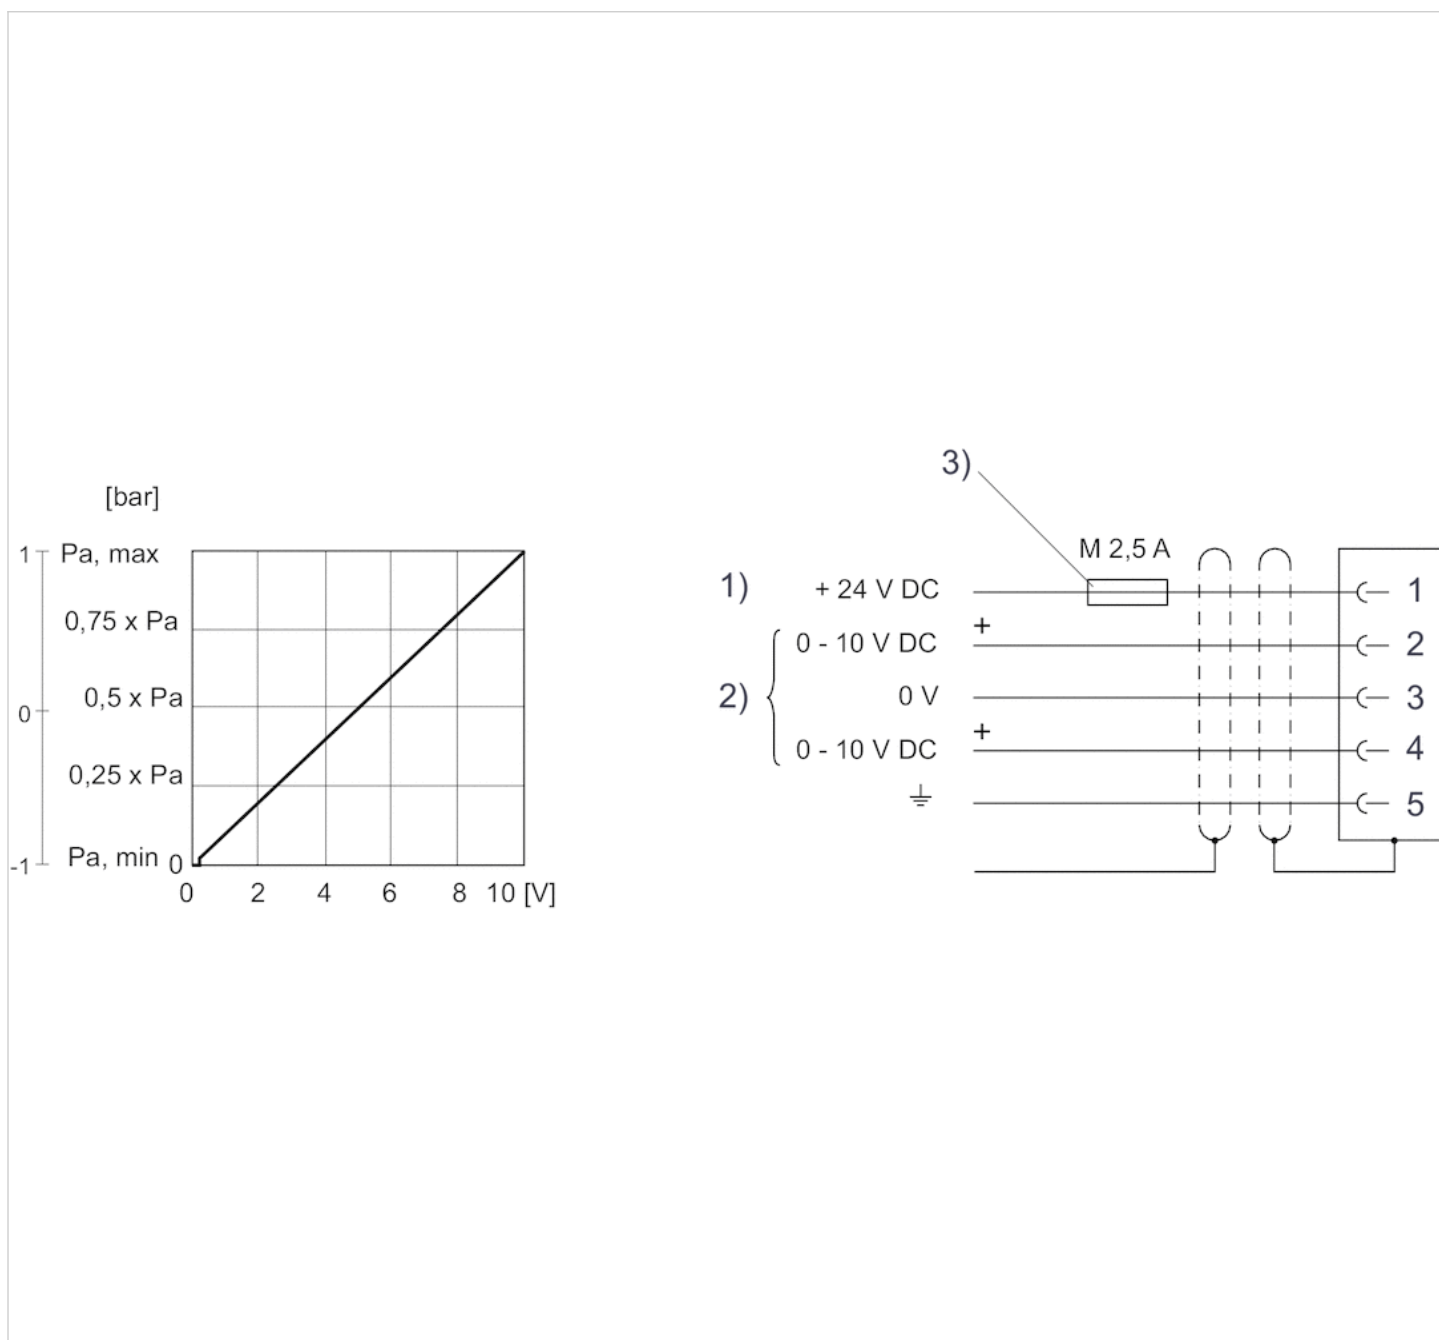 [bar]
1 Pa, max
0,75 x Pa
0,5 x Pa
0
0,25 x Pa
-1 Pa, min 0
0 2 4 6 8 10 [V]
3)
M 2,5 A
1) + 24 V DC 1
+
0 - 10 V DC 2
2) 0 V 3
+
0 - 10 V DC 4
5